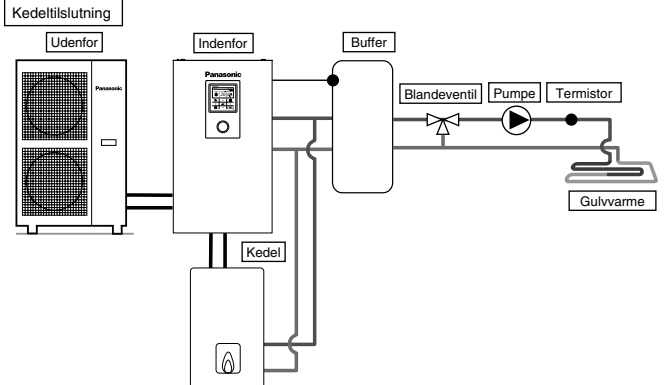 Kedeltilslutning
Udenfor
Indenfor
Buffer
Panasonic
Panasonic
Blandeventil
Pumpe
Termistor
Gulvvarme
Kedel